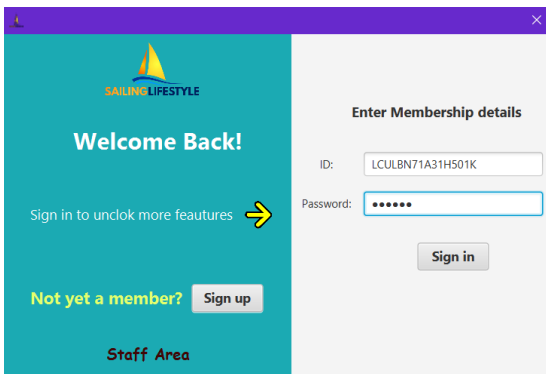 SAILINGLIFESTYLE
Welcome Back!
Sign in to unclok more feautures
Not yet a member?
Sign up
Staff Area
Enter Membership details
ID:
LCULBN71A31H501K
Password:
••••••
Sign in